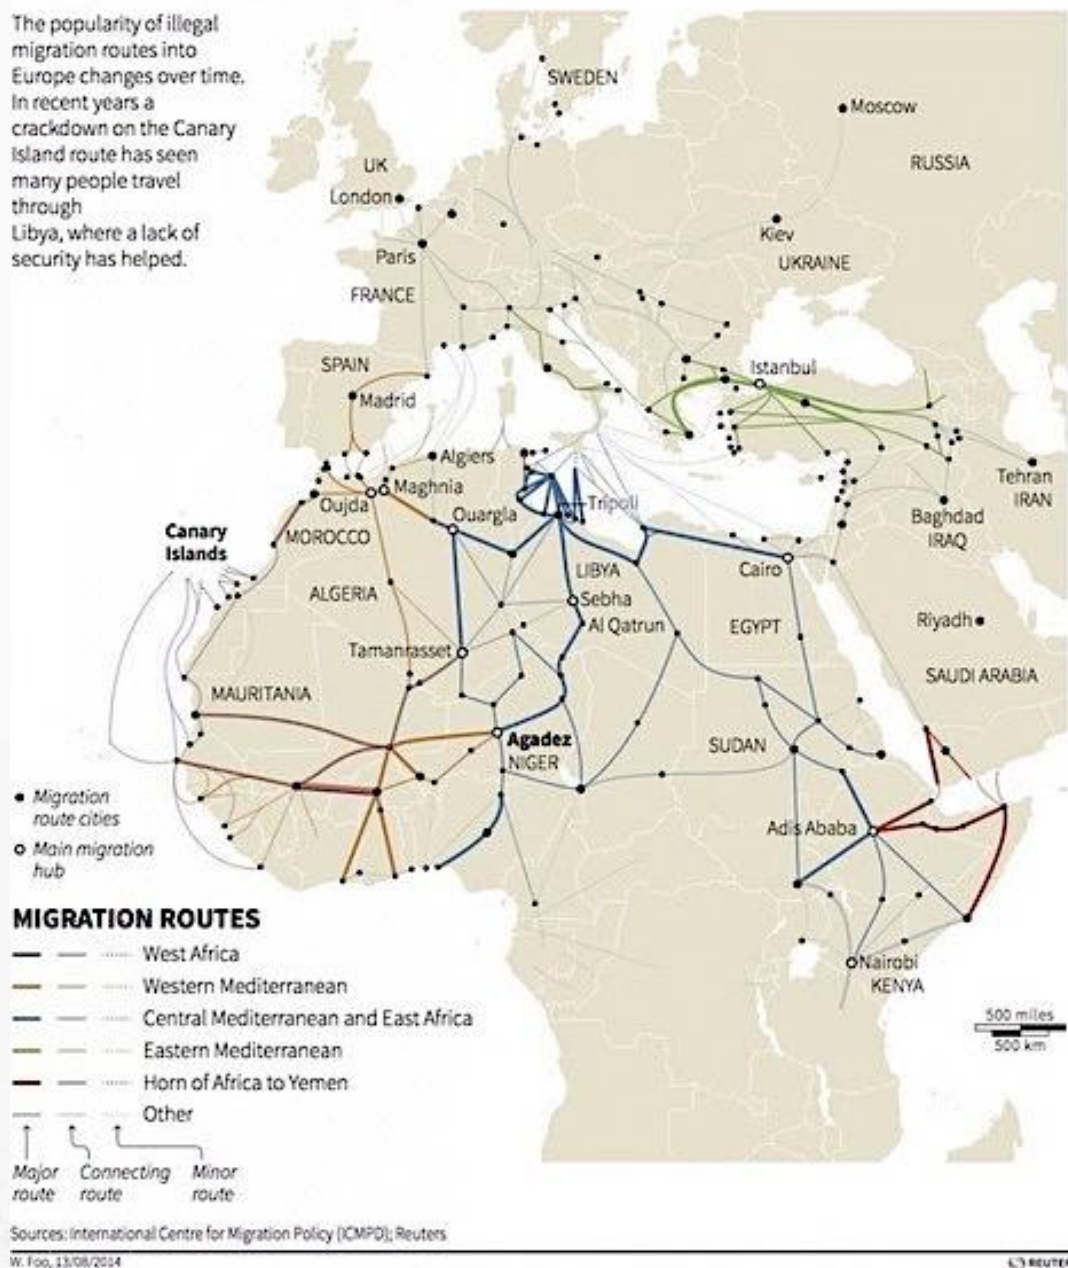 The popularity of illegal
migration routes into
Europe changes over time.
In recent years a
crackdown on the Canary
Island route has seen
many people travel
through
Libya, where a lack of
security has helped.
SWEDEN
Moscow
RUSSIA
UK
London
Kiev
UKRAINE
Paris
FRANCE
SPAIN
Madrid
Istanbul
Algiers
Tehran
IRAN
Maghnia
Oujda
Ouargla
Tripoli
Baghdad
IRAQ
Canary
Islands
MOROCCO
ALGERIA
LIBYA
Cairo
Sebha
Al Qatrun
EGYPT
Riyadh
Tamanrasset
SAUDI ARABIA
MAURITANIA
Agadez
NIGER
SUDAN
Adis Ababa
Nairobi
KENYA
Migration
route cities
Main migration
hub
MIGRATION ROUTES
West Africa
Western Mediterranean
Central Mediterranean and East Africa
Eastern Mediterranean
Horn of Africa to Yemen
Other
Major
route
Connecting
route
Minor
route
500 miles
500 km
Sources: International Centre for Migration Policy (ICMPD); Reuters
W. Foo, 13/08/2014
REUTERS